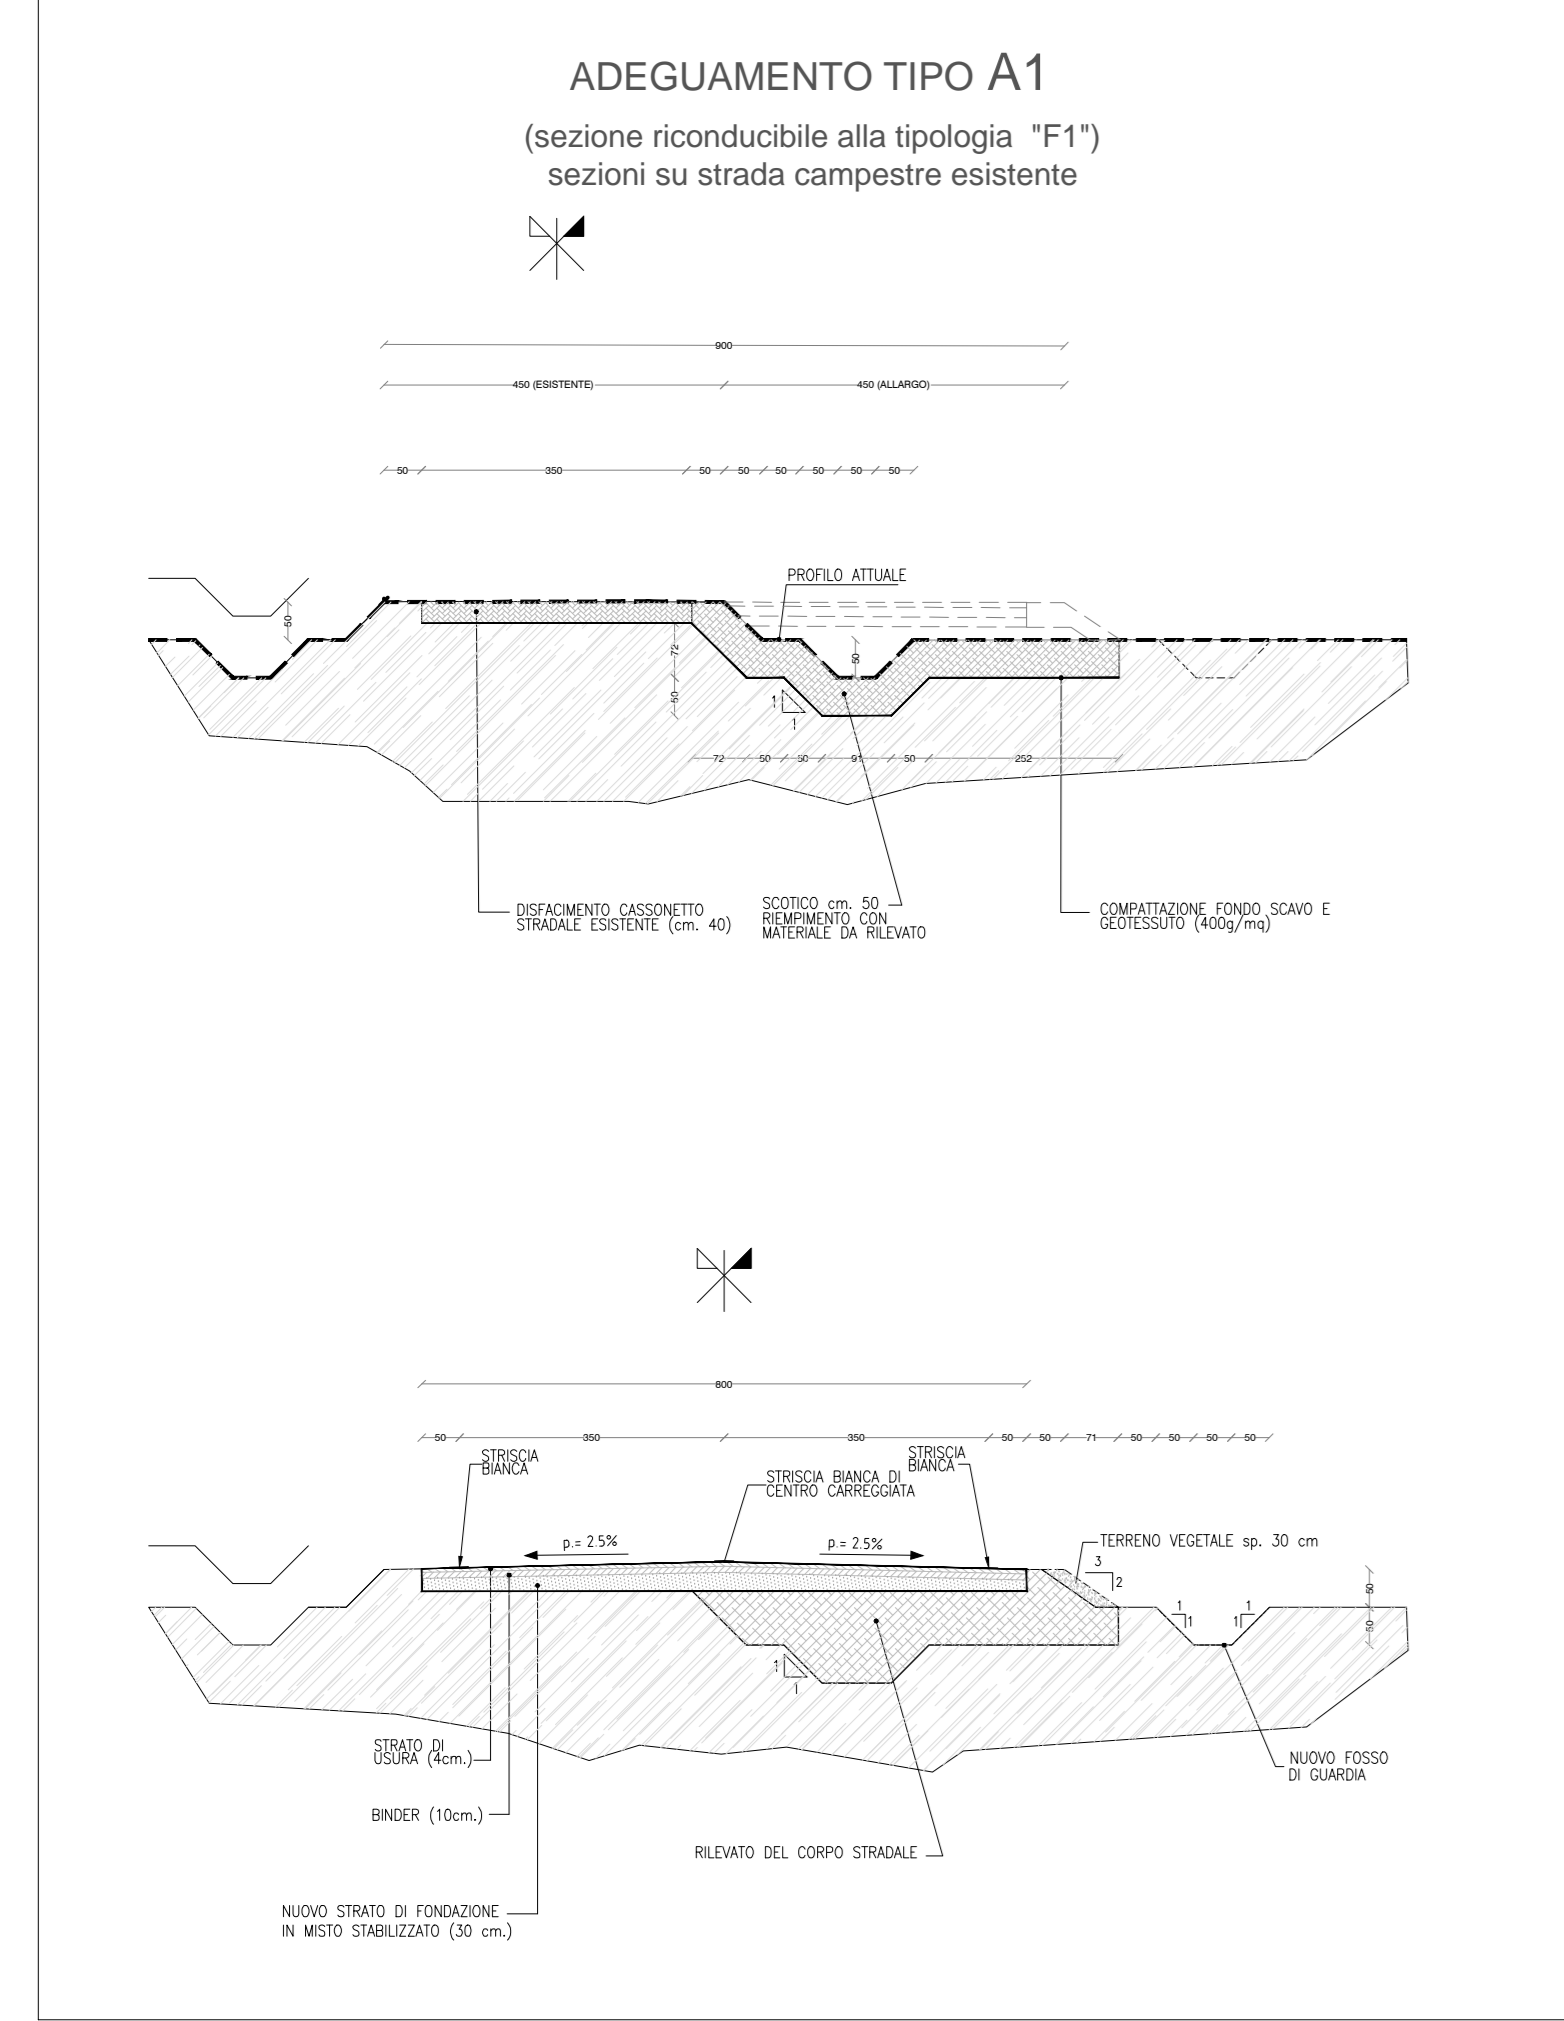 ADEGUAMENTO TIPO A1
(sezione riconducibile alla tipologia "F1")
sezioni su strada campestre esistente
900
450 (ESISTENTE)
450 (ALLARGO)
50
350
50
50
50
50
50
50
PROFILO ATTUALE
50
72
50
50
1
1
72
50
50
91
50
252
DISFACIMENTO CASSONETTO
STRADALE ESISTENTE (cm. 40)
SCOTICO cm. 50
RIEMPIMENTO CON
MATERIALE DA RILEVATO
COMPATTAZIONE FONDO SCAVO E
GEOTESSUTO (400g/mq)
800
50
350
350
50
50
71
50
50
50
50
STRISCIA
BIANCA
STRISCIA BIANCA DI
CENTRO CARREGGIATA
STRISCIA
BIANCA
p.= 2.5%
p.= 2.5%
TERRENO VEGETALE sp. 30 cm
3
2
1
1
1
1
50
50
1
1
STRATO DI
USURA (4cm.)
BINDER (10cm.)
NUOVO FOSSO
DI GUARDIA
RILEVATO DEL CORPO STRADALE
NUOVO STRATO DI FONDAZIONE
IN MISTO STABILIZZATO (30 cm.)